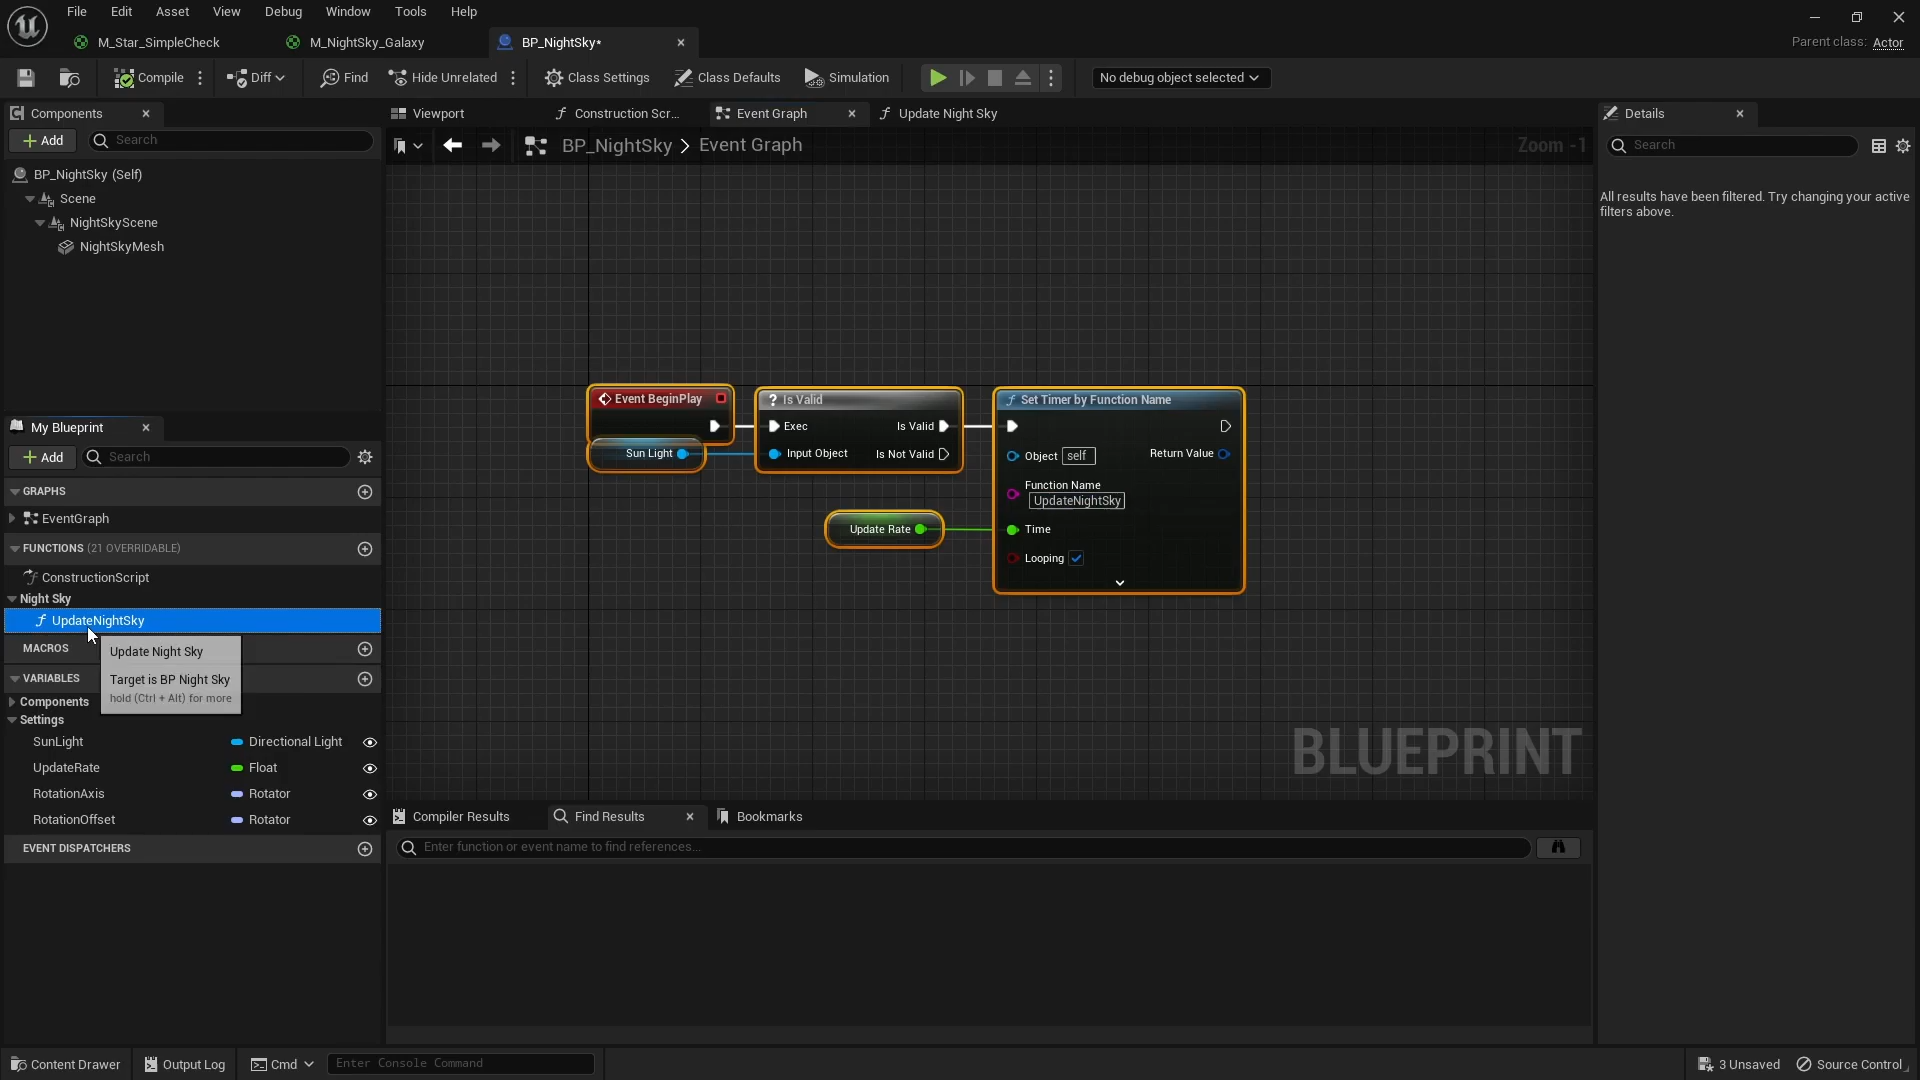 File Edit Asset View Debug Window Tools Help
M_Star_SimpleCheck
M_NightSky_Galaxy
BP_NightSky*
Parent class: Actor
Compile
Diff
Find
Hide Unrelated
Class Settings
Class Defaults
Simulation
No debug object selected
Components
Add
Search
BP_NightSky (Self)
Scene
NightSkyScene
NightSkyMesh
My Blueprint
Add
Search
GRAPHS
EventGraph
FUNCTIONS (21 OVERRIDABLE)
ConstructionScript
Night Sky
UpdateNightSky
MACROS
Update Night Sky
Target is BP Night Sky
hold (Ctrl + Alt) for more
VARIABLES
Components
Settings
SunLight Directional Light
UpdateRate Float
RotationAxis Rotator
RotationOffset Rotator
EVENT DISPATCHERS
Viewport
Construction Scr...
Event Graph
Update Night Sky
BP_NightSky > Event Graph
Zoom -1
Event BeginPlay
Sun Light
Is Valid
Exec Is Valid
Input Object Is Not Valid
Update Rate
Set Timer by Function Name
Object self Return Value
Function Name
UpdateNightSky
Time
Looping
BLUEPRINT
Compiler Results
Find Results
Bookmarks
Enter function or event name to find references...
Details
Search
All results have been filtered. Try changing your active
filters above.
Content Drawer
Output Log
Cmd
Enter Console Command
3 Unsaved
Source Control